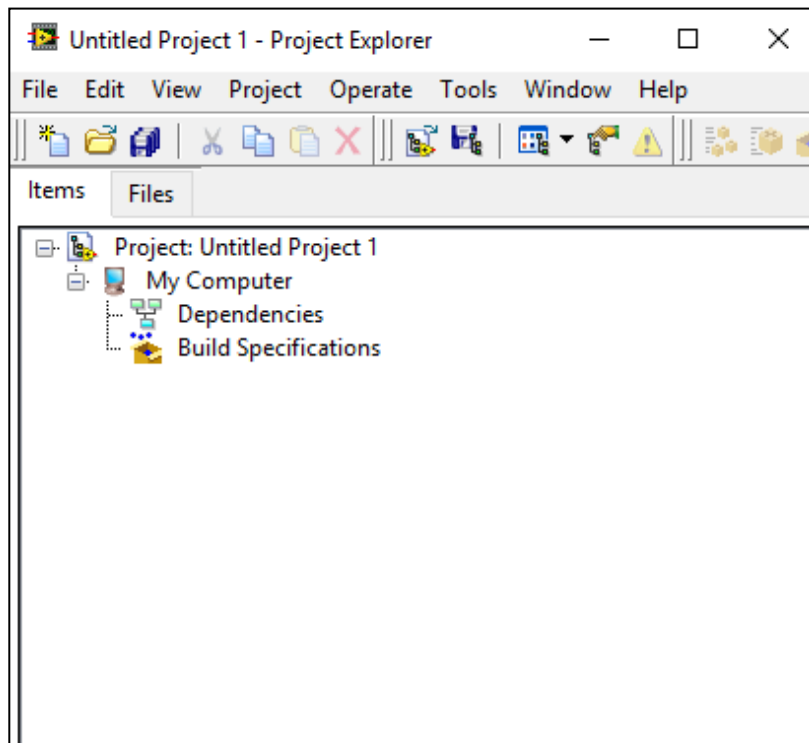 Untitled Project 1 - Project Explorer
File Edit View Project Operate Tools Window Help
Items Files
Project: Untitled Project 1
My Computer
Dependencies
Build Specifications